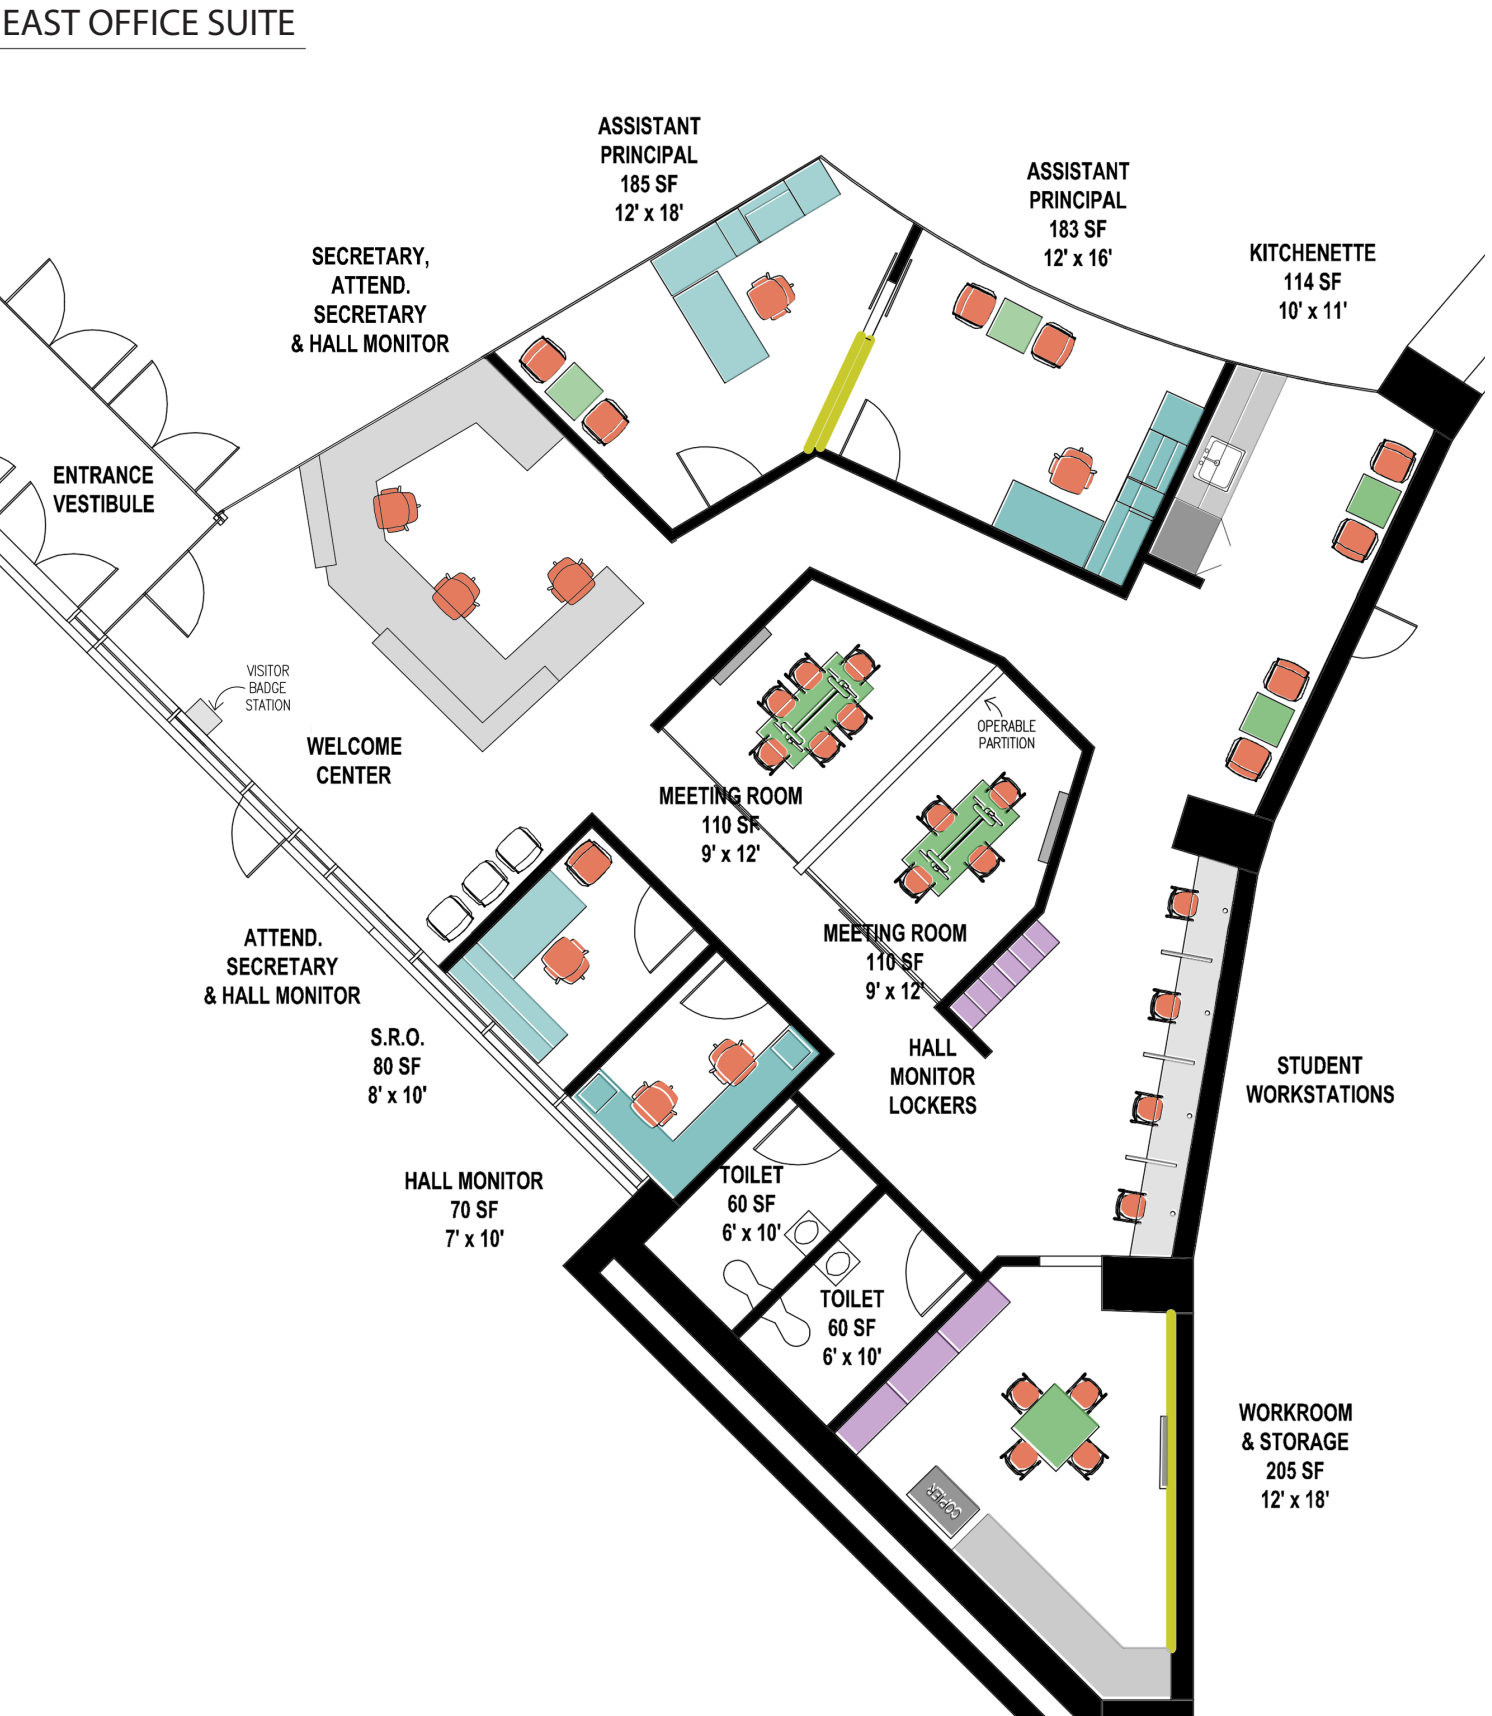 EAST OFFICE SUITE
ASSISTANT
PRINCIPAL
185 SF
12' x 18'
ASSISTANT
PRINCIPAL
183 SF
12' x 16'
KITCHENETTE
114 SF
10' x 11'
SECRETARY,
ATTEND.
SECRETARY
& HALL MONITOR
ENTRANCE
VESTIBULE
VISITOR
BADGE
STATION
WELCOME
CENTER
OPERABLE
PARTITION
MEETING ROOM
110 SF
9' x 12'
MEETING ROOM
110 SF
9' x 12'
ATTEND.
SECRETARY
& HALL MONITOR
S.R.O.
80 SF
8' x 10'
HALL
MONITOR
LOCKERS
STUDENT
WORKSTATIONS
HALL MONITOR
70 SF
7' x 10'
TOILET
60 SF
6' x 10'
TOILET
60 SF
6' x 10'
WORKROOM
& STORAGE
205 SF
12' x 18'
COPIER